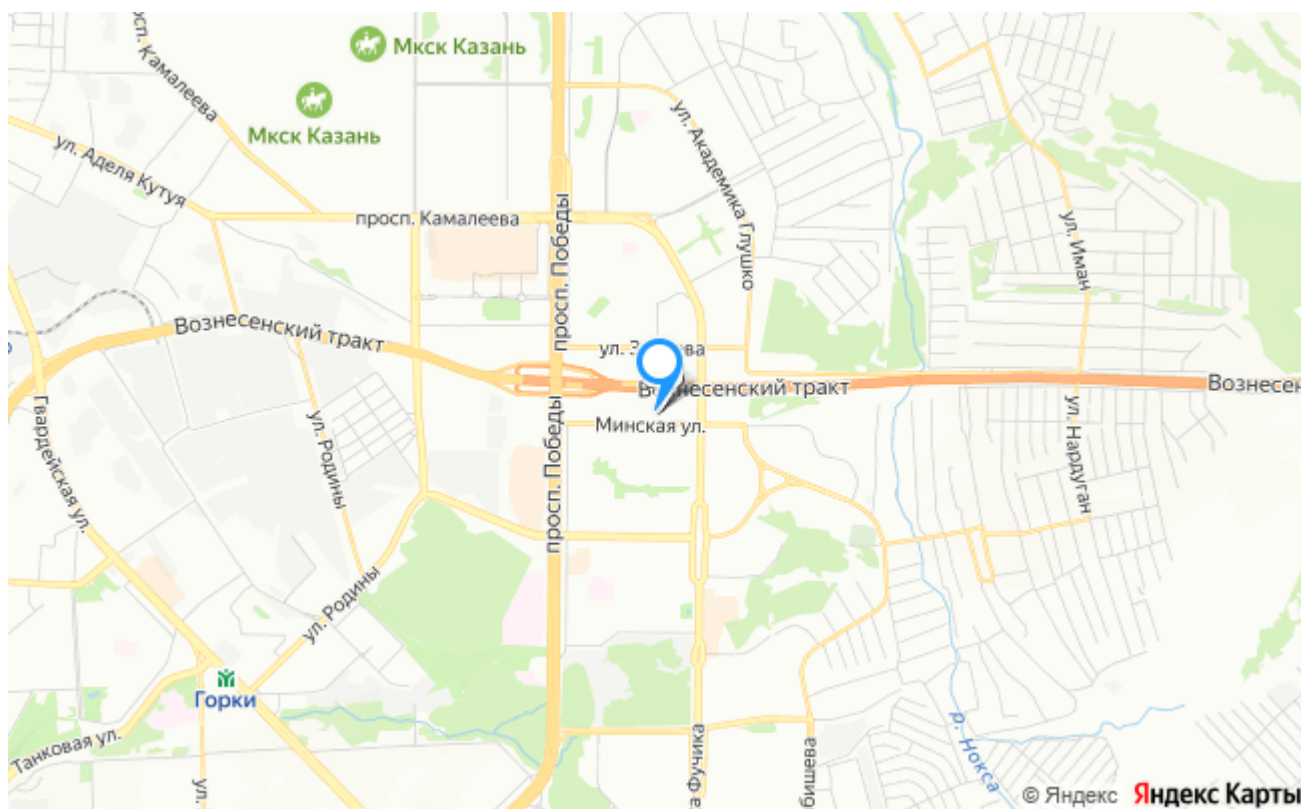 Мкск Казань
Мкск Казань
просп. Камалеева
ул. Аделя Кутуя
просп. Победы
ул. Академика Глушко
просп. Камалеева
ул. Иман
Вознесенский тракт
ул.
Вознесенский тракт
Минская ул.
Гвардейская ул.
ул. Родины
просп. Победы
ул. Нардуган
ул. Родины
Горки
Танковая ул.
ул.
р. Нокса
© Яндекс Яндекс Карты